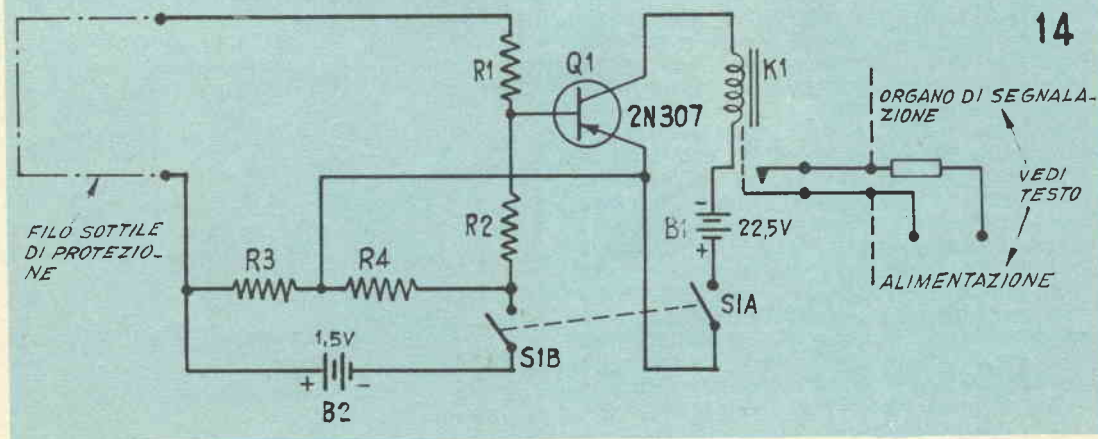 14
R1
Q1
K1
2N307
ORGANO DI SEGNALA-
ZIONE
VEDI
TESTO
FILO SOTTILE
DI PROTEZIO-
NE
R2
B1
-
22,5V
+
R3
R4
ALIMENTAZIONE
S1A
1,5V
S1B
+
-
B2